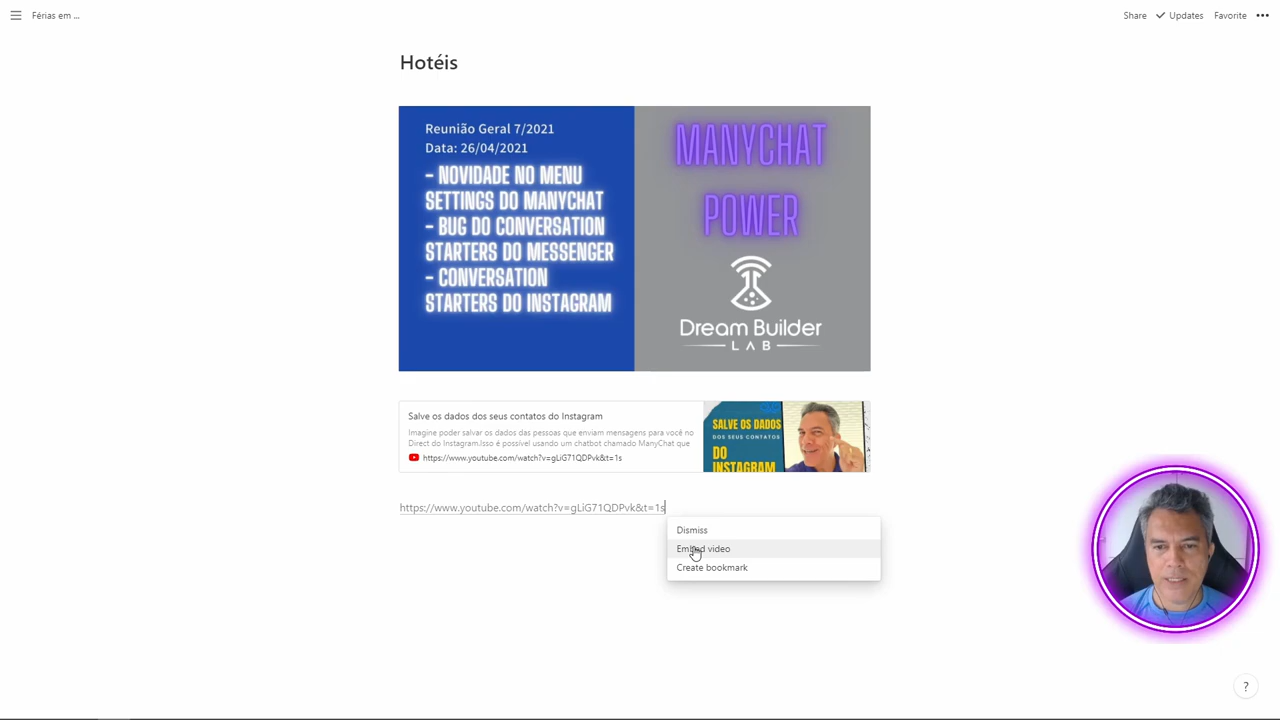 Férias em ...
Share
Updates
Favorite
Hotéis
Reunião Geral 7/2021
Data: 26/04/2021
- NOVIDADE NO MENU
SETTINGS DO MANYCHAT
- BUG DO CONVERSATION
STARTERS DO MESSENGER
- CONVERSATION
STARTERS DO INSTAGRAM
MANYCHAT
POWER
Dream Builder
LAB
Salve os dados dos seus contatos do Instagram
Imagine poder salvar os dados das pessoas que enviam mensagens para você no
Direct do Instagram.Isso é possível usando um chatbot chamado ManyChat que
https://www.youtube.com/watch?v=gLiG71QDPvk&t=1s
SALVE OS DADOS
DOS SEUS CONTATOS
DO
INSTAGRAM
https://www.youtube.com/watch?v=gLiG71QDPvk&t=1s
Dismiss
Embed video
Create bookmark
?